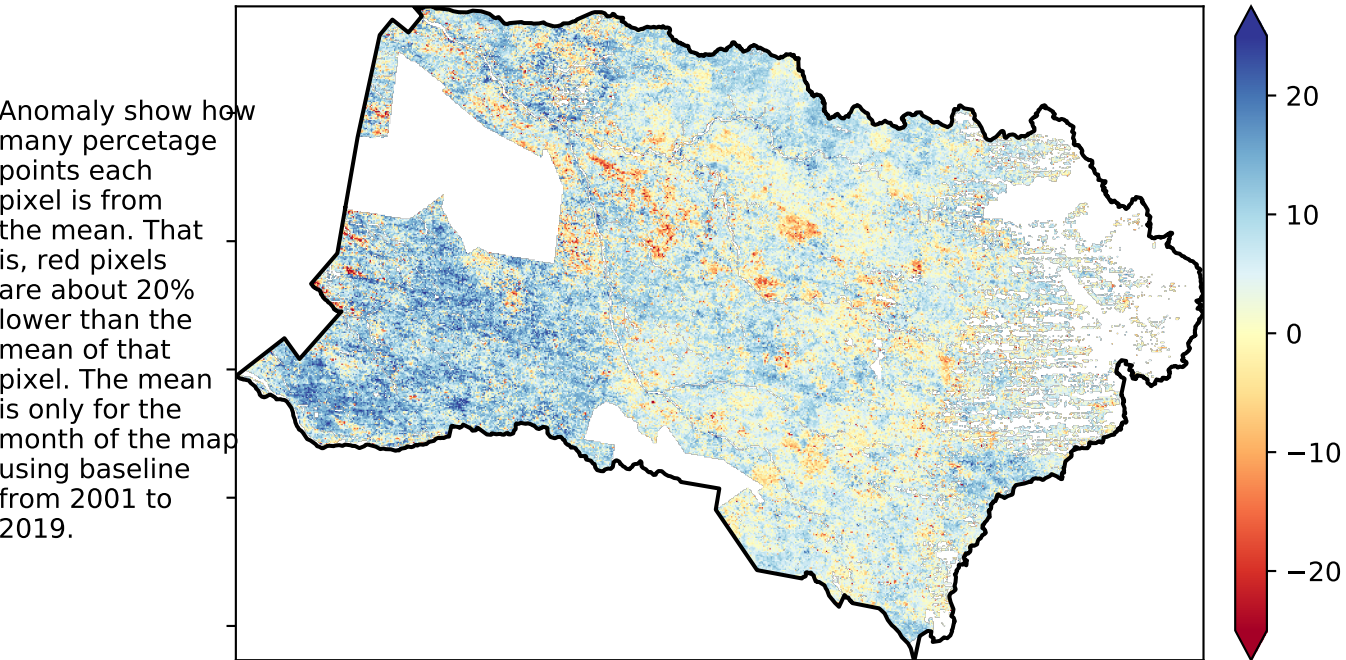 Anomaly show how
many percetage
points each
pixel is from
the mean. That
is, red pixels
are about 20%
lower than the
mean of that
pixel. The mean
is only for the
month of the map
using baseline
from 2001 to
2019.
20
10
0
−10
−20